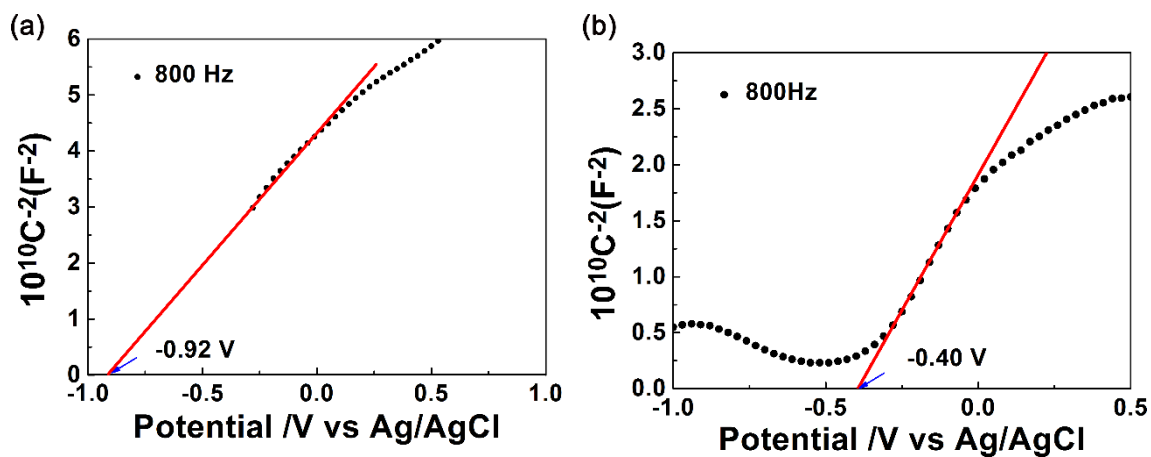 (a)
6
5
4
3
2
1
0
10¹⁰C⁻²(F⁻²)
800 Hz
-0.92 V
-1.0 -0.5 0.0 0.5 1.0
Potential /V vs Ag/AgCl
(b)
3.0
2.5
2.0
1.5
1.0
0.5
0.0
10¹⁰C⁻²(F⁻²)
800Hz
-0.40 V
-1.0 -0.5 0.0 0.5
Potential /V vs Ag/AgCl